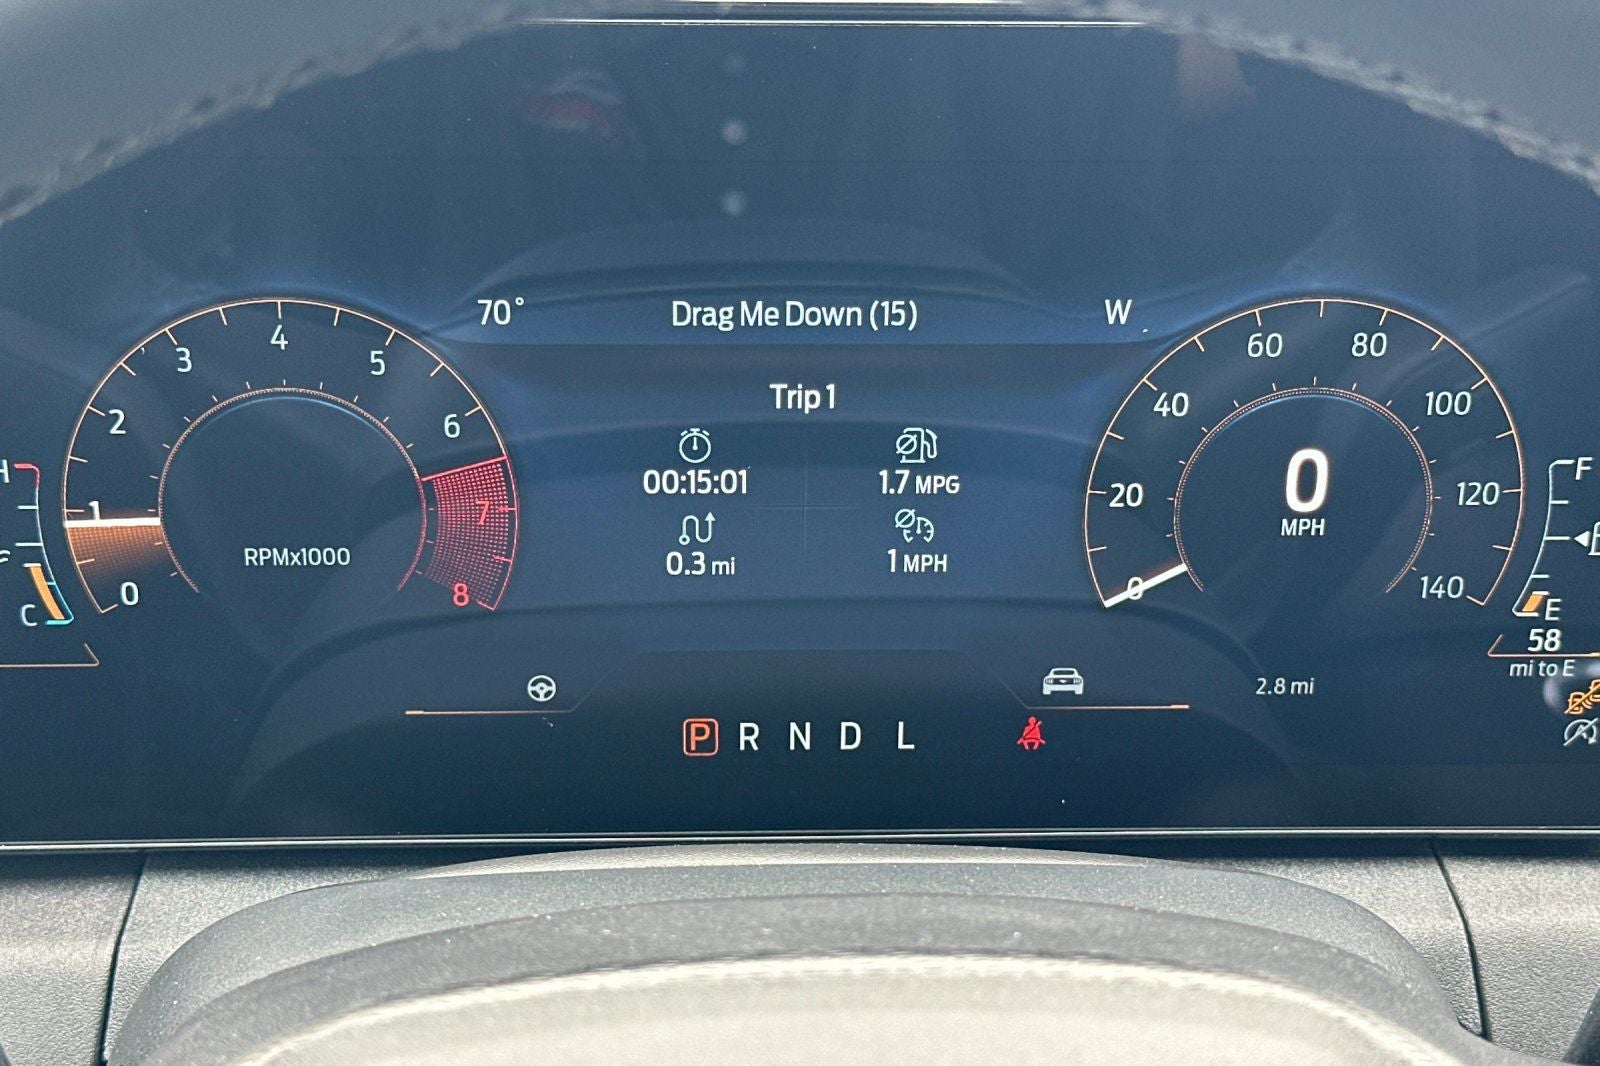 70° Drag Me Down (15) W
Trip 1
00:15:01 1.7 MPG
0.3 mi 1 MPH
0 1 2 3 4 5 6 7 8
RPMx1000
0 20 40 60 80 100 120 140
0
MPH
H
C
F
E
58
mi to E
2.8 mi
P R N D L